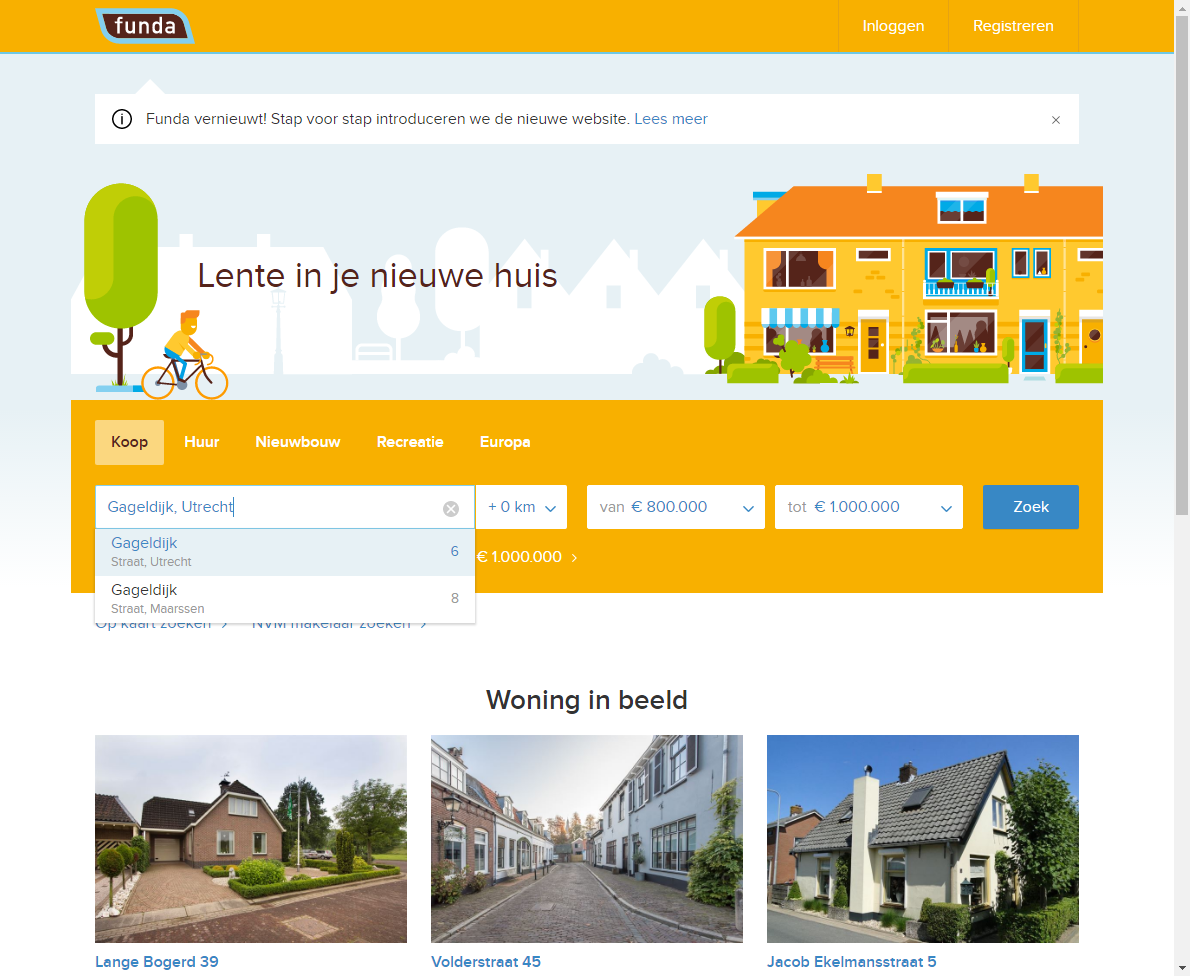 funda
Inloggen
Registreren
Funda vernieuwt! Stap voor stap introduceren we de nieuwe website. Lees meer
Lente in je nieuwe huis
Koop
Huur
Nieuwbouw
Recreatie
Europa
Gageldijk, Utrecht
+ 0 km
van € 800.000
tot € 1.000.000
Zoek
Gageldijk
6
Straat, Utrecht
€ 1.000.000 ›
Gageldijk
8
Straat, Maarssen
Op kaart zoeken ›
NVM makelaar zoeken ›
Woning in beeld
Lange Bogerd 39
Volderstraat 45
Jacob Ekelmansstraat 5